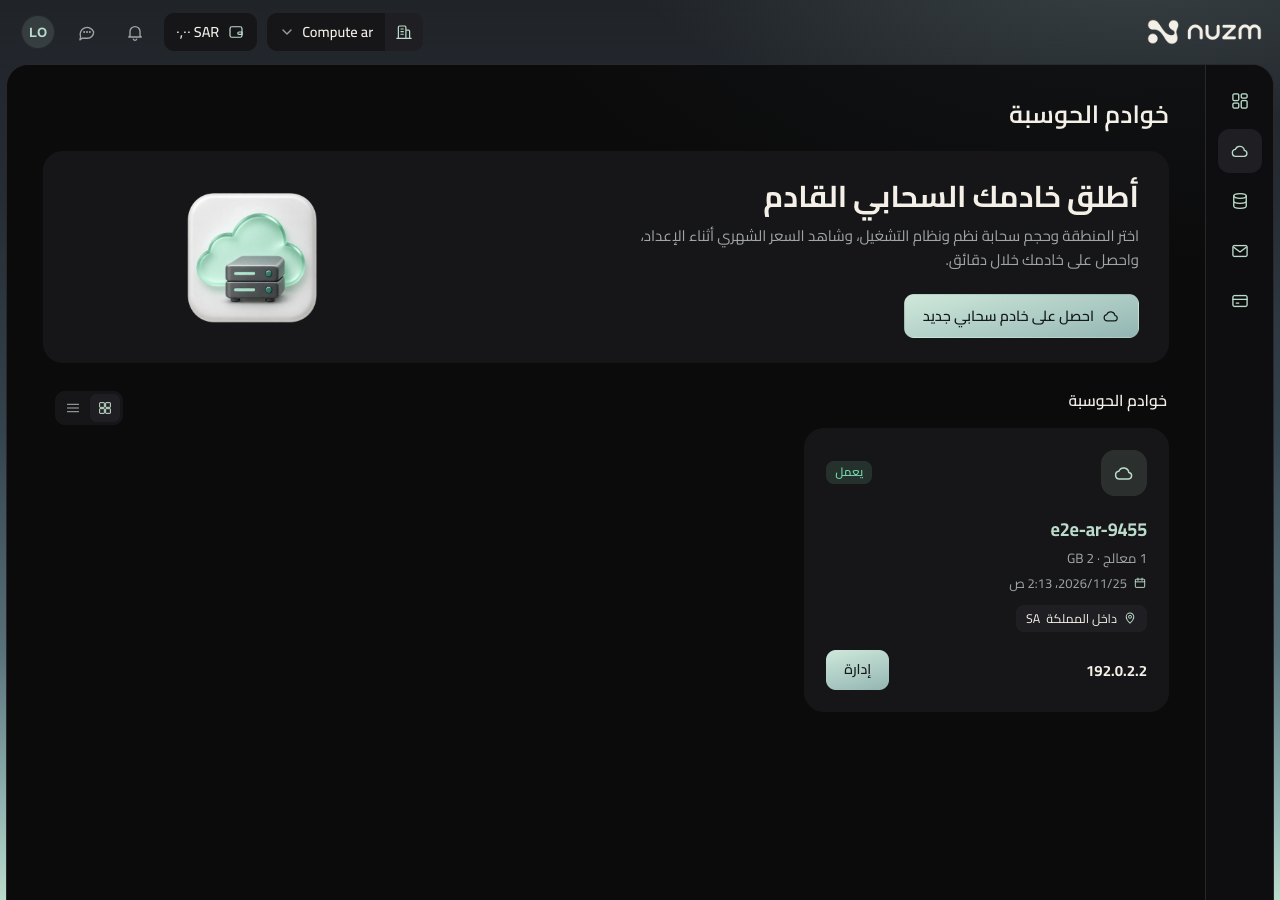 nuzm
Compute ar
٠٫٠٠ SAR
LO
خوادم الحوسبة
أطلق خادمك السحابي القادم
اختر المنطقة وحجم سحابة نظم ونظام التشغيل، وشاهد السعر الشهري أثناء الإعداد،
واحصل على خادمك خلال دقائق.
احصل على خادم سحابي جديد
خوادم الحوسبة
يعمل
e2e-ar-9455
1 معالج · 2 GB
2026/11/25، 2:13 ص
داخل المملكة SA
192.0.2.2
إدارة